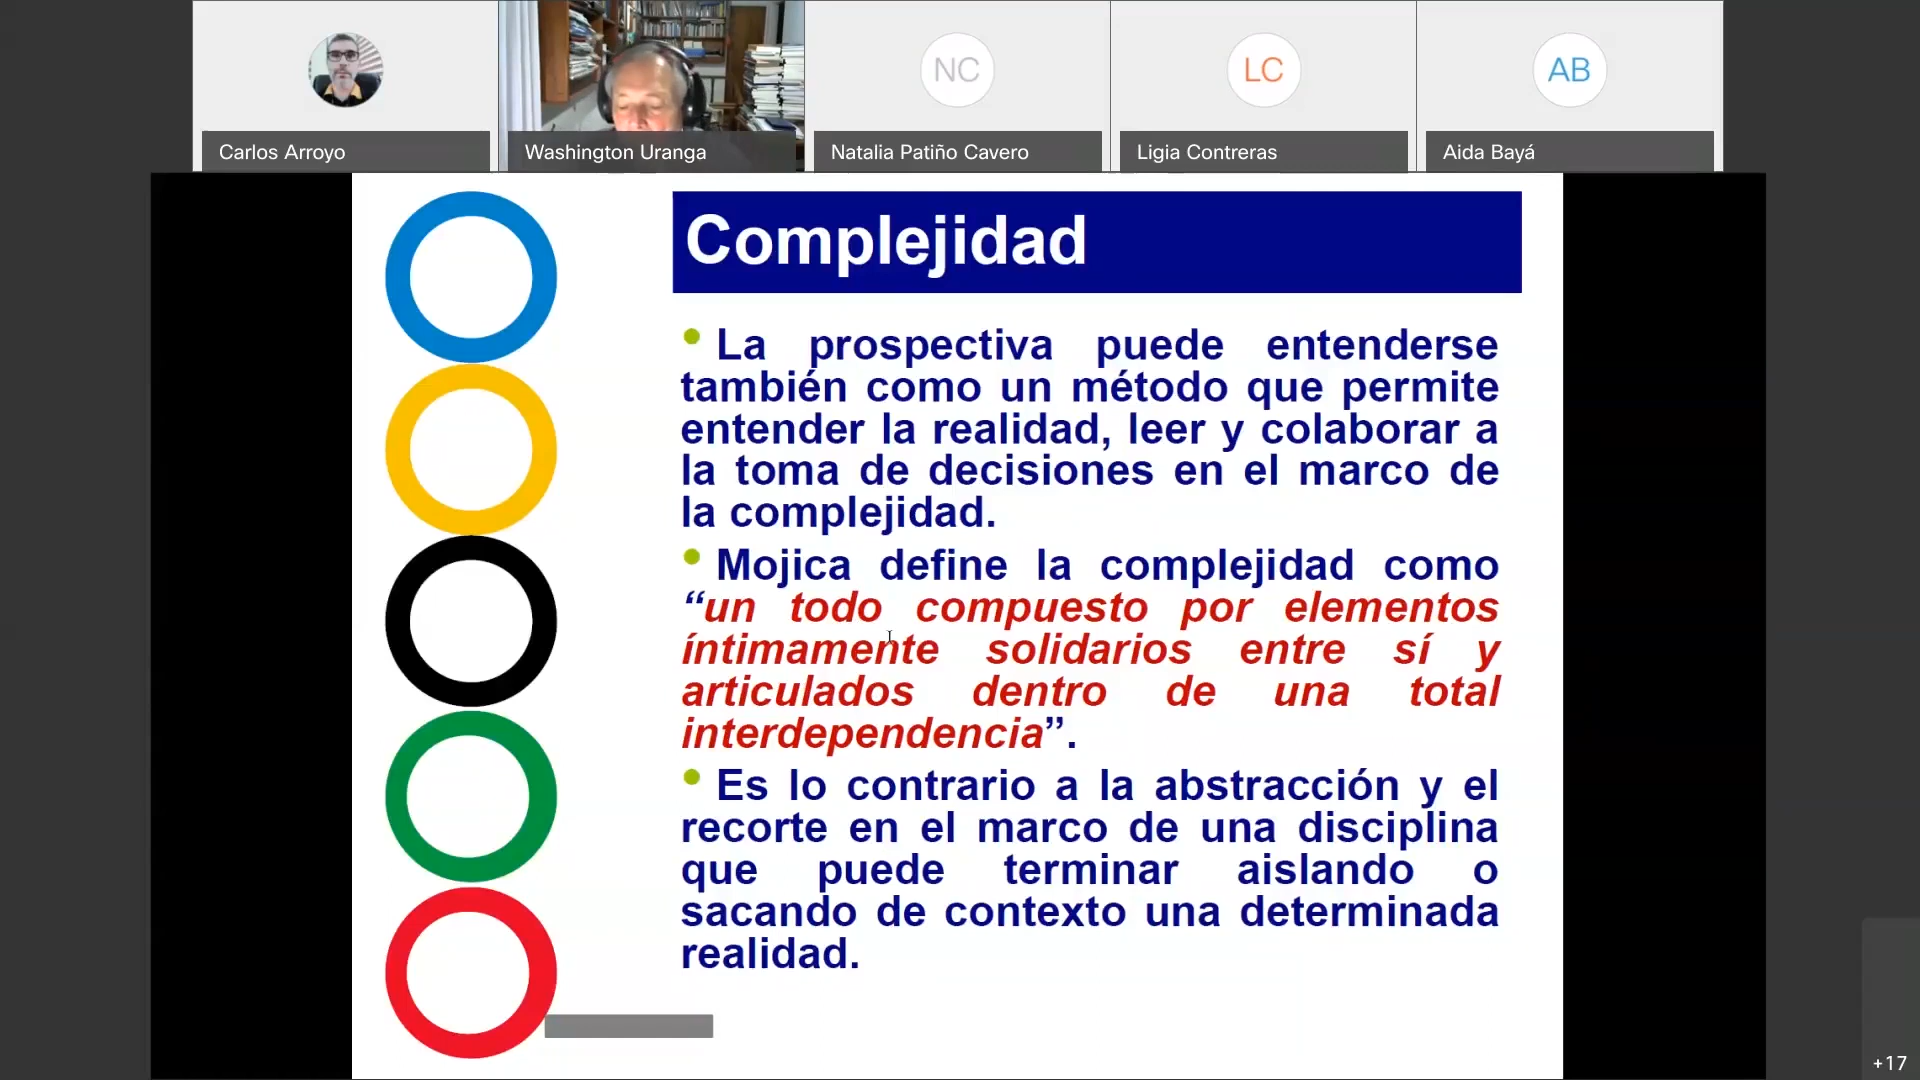 NC
LC
AB
Carlos Arroyo
Washington Uranga
Natalia Patiño Cavero
Ligia Contreras
Aida Bayá
Complejidad
• La prospectiva puede entenderse
también como un método que permite
entender la realidad, leer y colaborar a
la toma de decisiones en el marco de
la complejidad.
• Mojica define la complejidad como
“un todo compuesto por elementos
íntimamente solidarios entre sí y
articulados dentro de una total
interdependencia”.
• Es lo contrario a la abstracción y el
recorte en el marco de una disciplina
que puede terminar aislando o
sacando de contexto una determinada
realidad.
+17